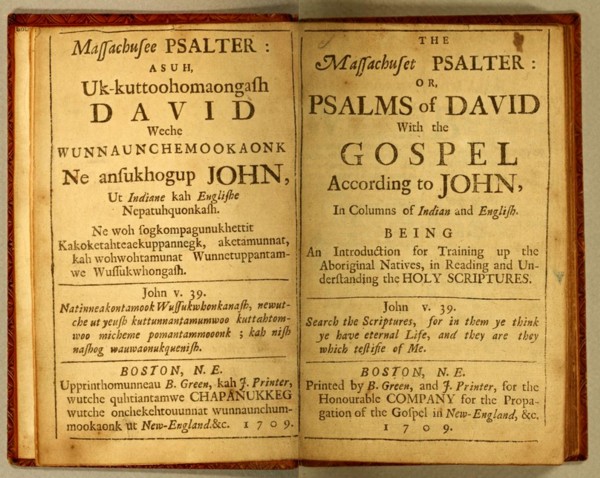 Maſſachuſee PSALTER:
ASUH,
Uk-kuttoohomaongaſh
DAVID
Weche
WUNNAUNCHEMOOKAONK
Ne anſukhogup JOHN,
Ut Indiane kah Engliſhe
Nepatuhquonkaſh.
Ne woh ſogkompagunukhettit
Kakoketahteaekuppannegk, aketamunnat,
kah wohwohtamunat Wunnetuppantam-
we Wuſſukwhongaſh.
John v. 39.
Natinneakontamook Wuſſukwhonkanaſh, newut-
che ut yeuſh kuttunnantamumwoo kuttahtom-
woo micheme pomantammooonk ; kah niſh
naſhog wauwaonukqueniſh.
BOSTON, N. E.
Upprinthomunneau B. Green, kah J. Printer,
wutche quhtiantamwe CHAPANUKKEG
wutche onchekehtouunnat wunnaunchum-
mookaonk ut New-England.&c. 1709.
THE
Maſſachuſet PSALTER:
OR,
PSALMS of DAVID
With the
GOSPEL
According to JOHN,
In Columns of Indian and Engliſh.
BEING
An Introduction for Training up the
Aboriginal Natives, in Reading and Un-
derſtanding the HOLY SCRIPTURES.
John v. 39.
Search the Scriptures, for in them ye think
ye have eternal Life, and they are they
which teſtifie of Me.
BOSTON, N. E.
Printed by B. Green, and J. Printer, for the
Honourable COMPANY for the Propa-
gation of the Goſpel in New-England, &c.
1709.